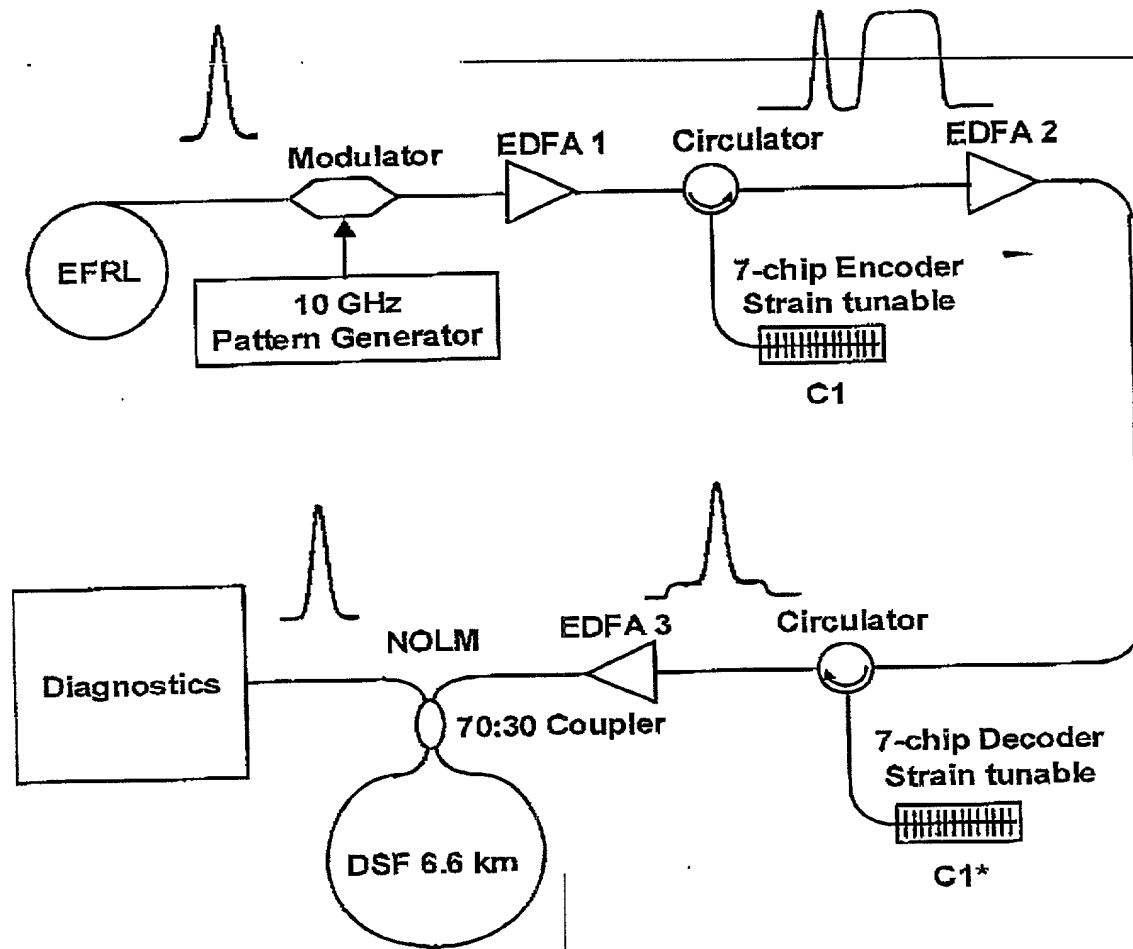 EDFA 1
Circulator
EDFA 2
Modulator
EFRL
10 GHz
Pattern Generator
7-chip Encoder
Strain tunable
C1
NOLM
EDFA 3
Circulator
Diagnostics
70:30 Coupler
7-chip Decoder
Strain tunable
DSF 6.6 km
C1*